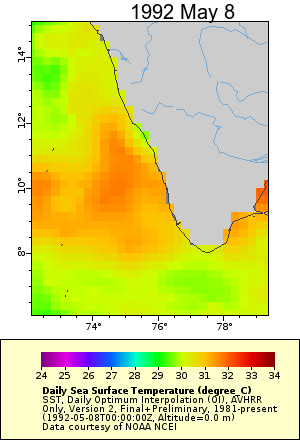 1992 May 8
14°
12°
10°
8°
74° 76° 78°
24 25 26 27 28 29 30 31 32 33 34
Daily Sea Surface Temperature (degree_C)
SST, Daily Optimum Interpolation (OI), AVHRR
Only, Version 2, Final+Preliminary, 1981-present
(1992-05-08T00:00:00Z, Altitude=0.0 m)
Data courtesy of NOAA NCEI